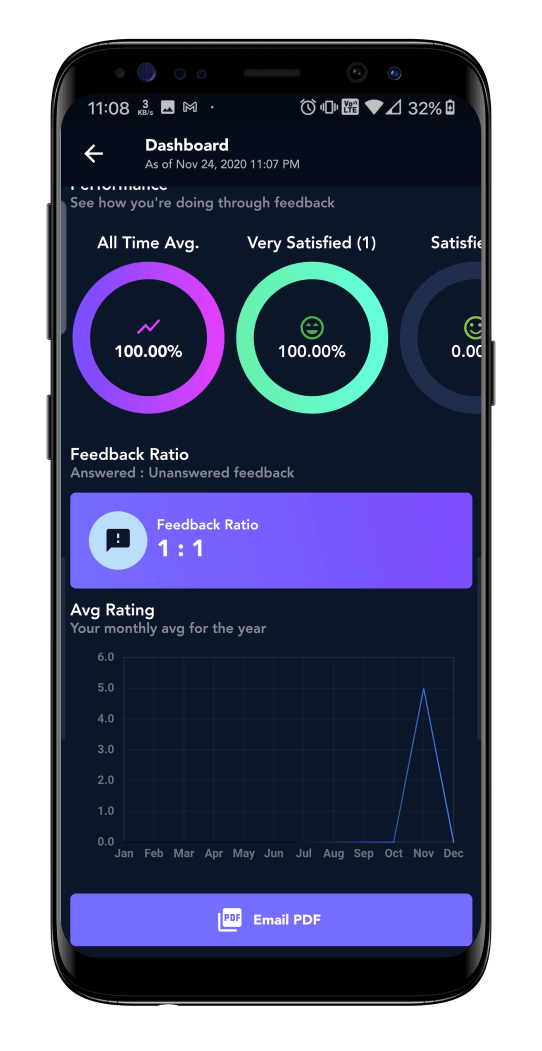 11:08 3 KB/s VoD LTE 32%
Dashboard
As of Nov 24, 2020 11:07 PM
Performance
See how you're doing through feedback
All Time Avg. Very Satisfied (1) Satisfie
100.00% 100.00% 0.00
Feedback Ratio
Answered : Unanswered feedback
Feedback Ratio
1 : 1
Avg Rating
Your monthly avg for the year
6.0
5.0
4.0
3.0
2.0
1.0
0.0
Jan Feb Mar Apr May Jun Jul Aug Sep Oct Nov Dec
PDF Email PDF